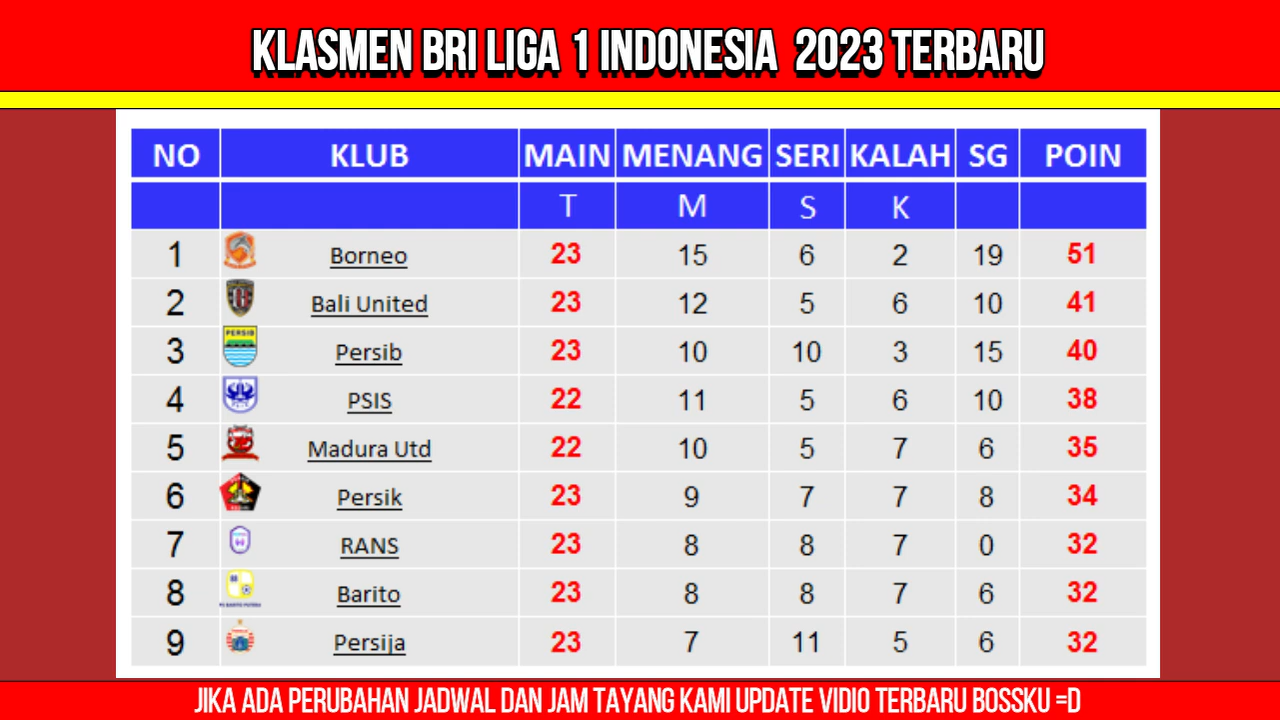 KLASMEN BRI LIGA 1 INDONESIA 2023 TERBARU
NO KLUB MAIN MENANG SERI KALAH SG POIN
T M S K
1 Borneo 23 15 6 2 19 51
2 Bali United 23 12 5 6 10 41
PERSIB
3 Persib 23 10 10 3 15 40
4 PSIS 22 11 5 6 10 38
5 Madura Utd 22 10 5 7 6 35
6 Persik 23 9 7 7 8 34
7 RANS 23 8 8 7 0 32
8 Barito 23 8 8 7 6 32
9 Persija 23 7 11 5 6 32
JIKA ADA PERUBAHAN JADWAL DAN JAM TAYANG KAMI UPDATE VIDIO TERBARU BOSSKU =D